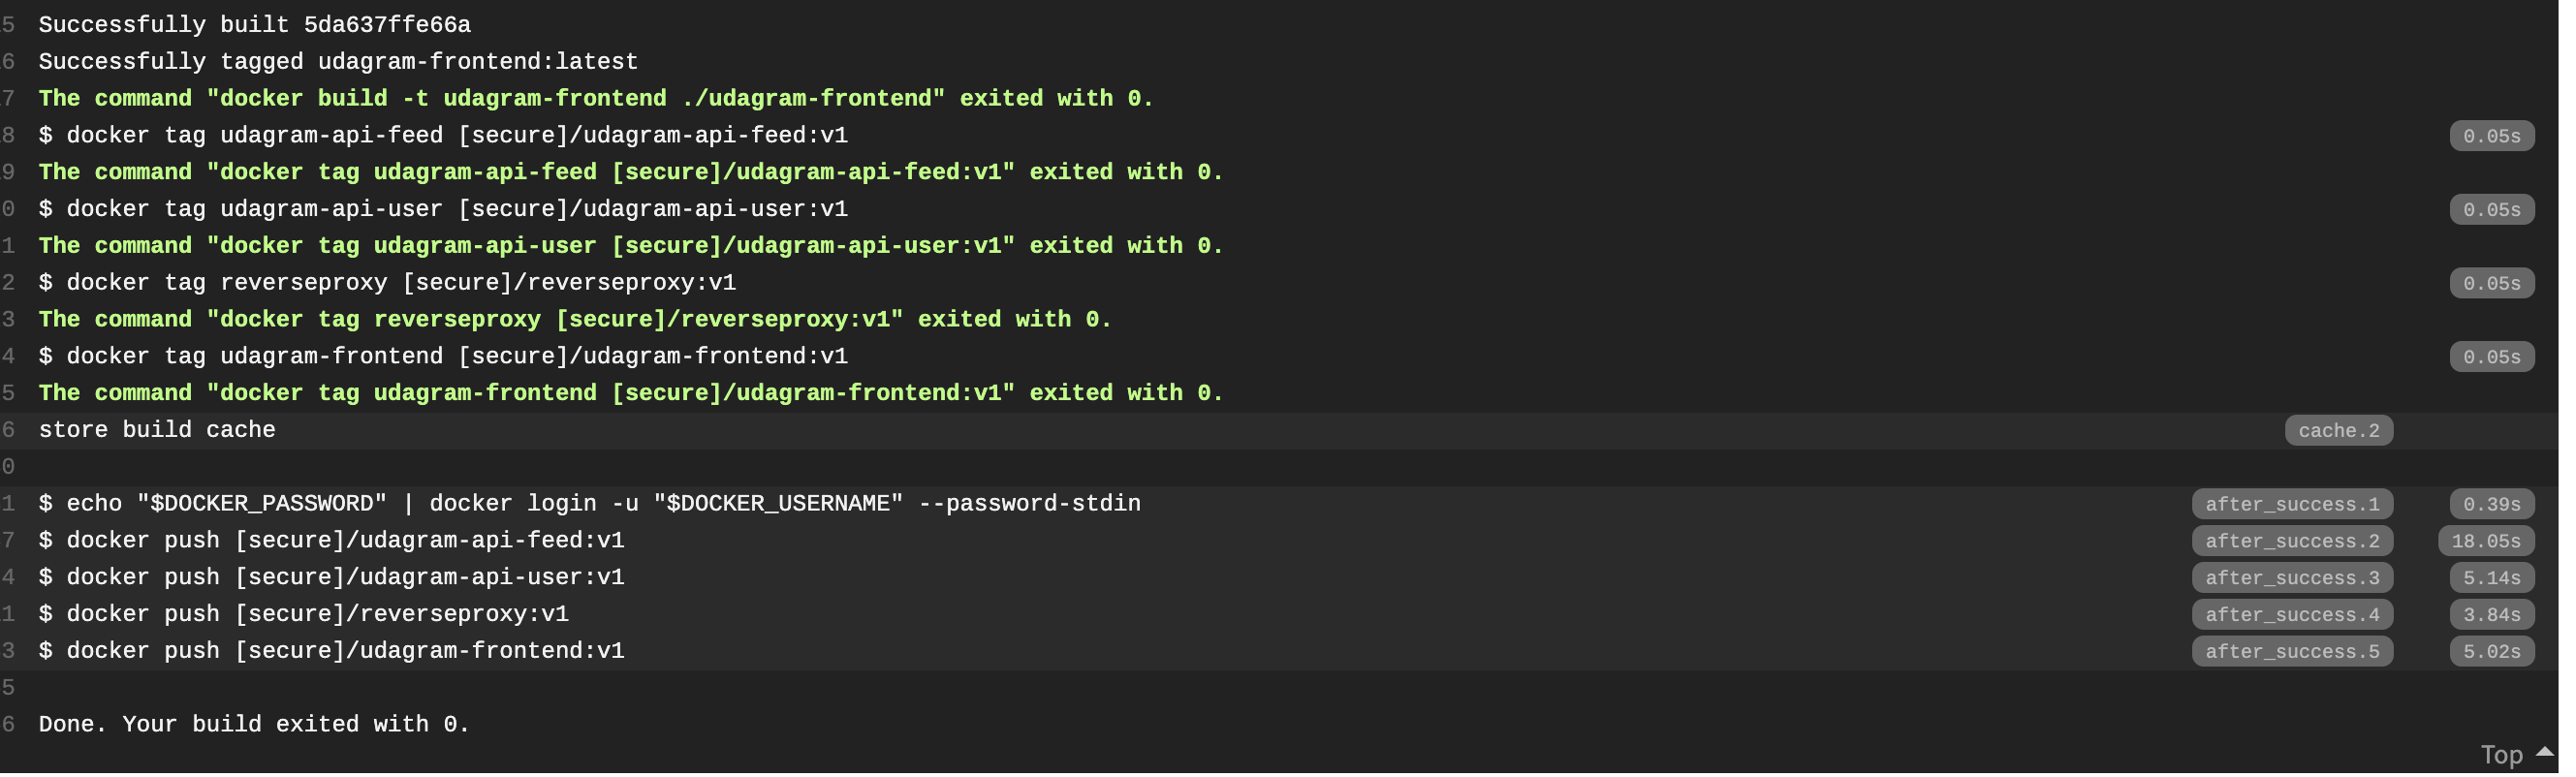 5 Successfully built 5da637ffe66a
6 Successfully tagged udagram-frontend:latest
7 The command "docker build -t udagram-frontend ./udagram-frontend" exited with 0.
8 $ docker tag udagram-api-feed [secure]/udagram-api-feed:v1 0.05s
9 The command "docker tag udagram-api-feed [secure]/udagram-api-feed:v1" exited with 0.
0 $ docker tag udagram-api-user [secure]/udagram-api-user:v1 0.05s
1 The command "docker tag udagram-api-user [secure]/udagram-api-user:v1" exited with 0.
2 $ docker tag reverseproxy [secure]/reverseproxy:v1 0.05s
3 The command "docker tag reverseproxy [secure]/reverseproxy:v1" exited with 0.
4 $ docker tag udagram-frontend [secure]/udagram-frontend:v1 0.05s
5 The command "docker tag udagram-frontend [secure]/udagram-frontend:v1" exited with 0.
6 store build cache cache.2
0
1 $ echo "$DOCKER_PASSWORD" | docker login -u "$DOCKER_USERNAME" --password-stdin after_success.1 0.39s
7 $ docker push [secure]/udagram-api-feed:v1 after_success.2 18.05s
4 $ docker push [secure]/udagram-api-user:v1 after_success.3 5.14s
1 $ docker push [secure]/reverseproxy:v1 after_success.4 3.84s
3 $ docker push [secure]/udagram-frontend:v1 after_success.5 5.02s
5
6 Done. Your build exited with 0.
Top